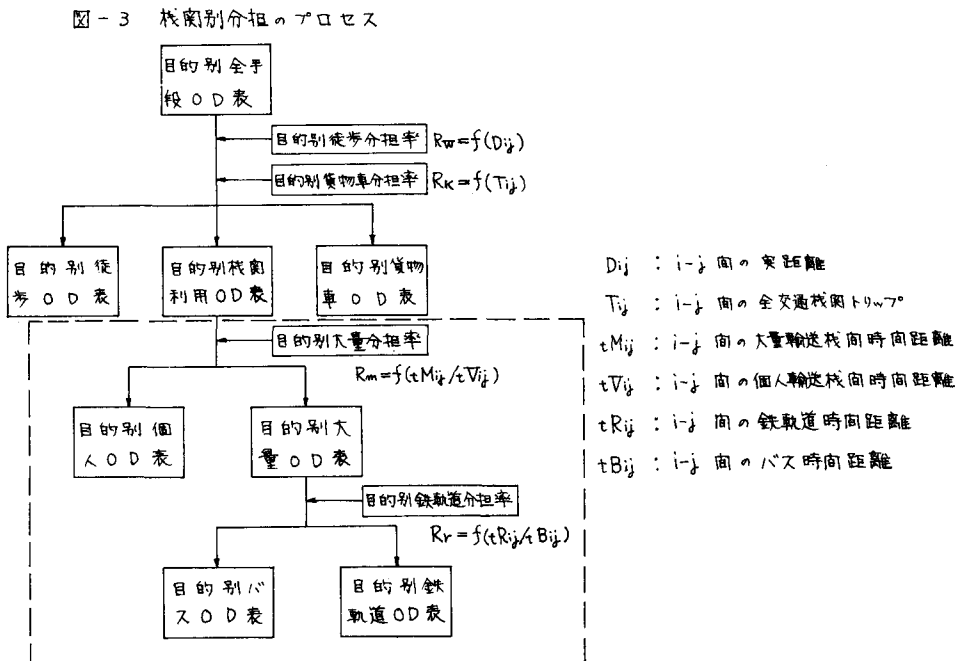 図-3 桟関別分担のプロセス
目的別全手
段OD表
目的別徒歩分担率 Rw=f(Dij)
目的別貨物車分担率 RK=f(Tij)
目的別徒
歩OD表
目的別桟関
利用OD表
目的別貨物
車OD表
目的別大量分担率
Rm=f(tMij/tVij)
目的別個
人OD表
目的別大
量OD表
目的別鉄軌道分担率
Rr=f(tRij/tBij)
目的別バ
スOD表
目的別鉄
軌道OD表
Dij : i-j 間の実距離
Tij : i-j 間の全交通桟関トリップ
tMij : i-j 間の大量輸送桟関時間距離
tVij : i-j 間の個人輸送桟関時間距離
tRij : i-j 間の鉄軌道時間距離
tBij : i-j 間のバス時間距離